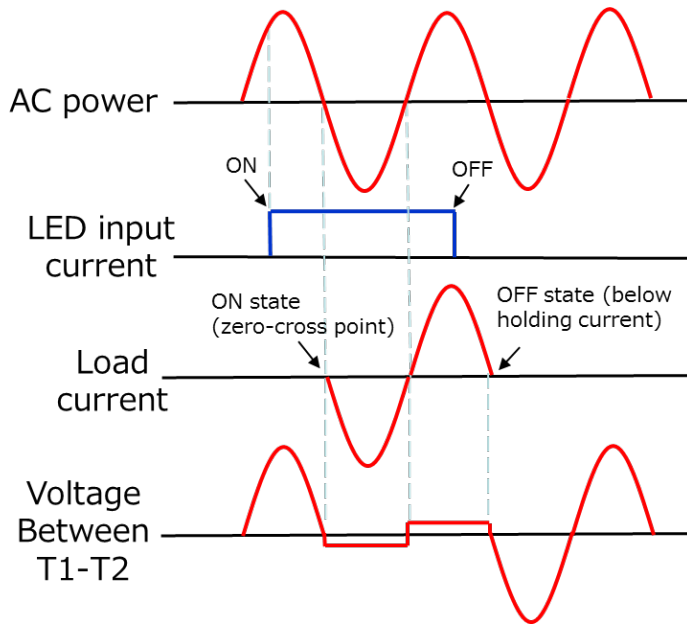 AC power
ON
OFF
LED input
current
ON state
(zero-cross point)
OFF state (below
holding current)
Load
current
Voltage
Between
T1-T2